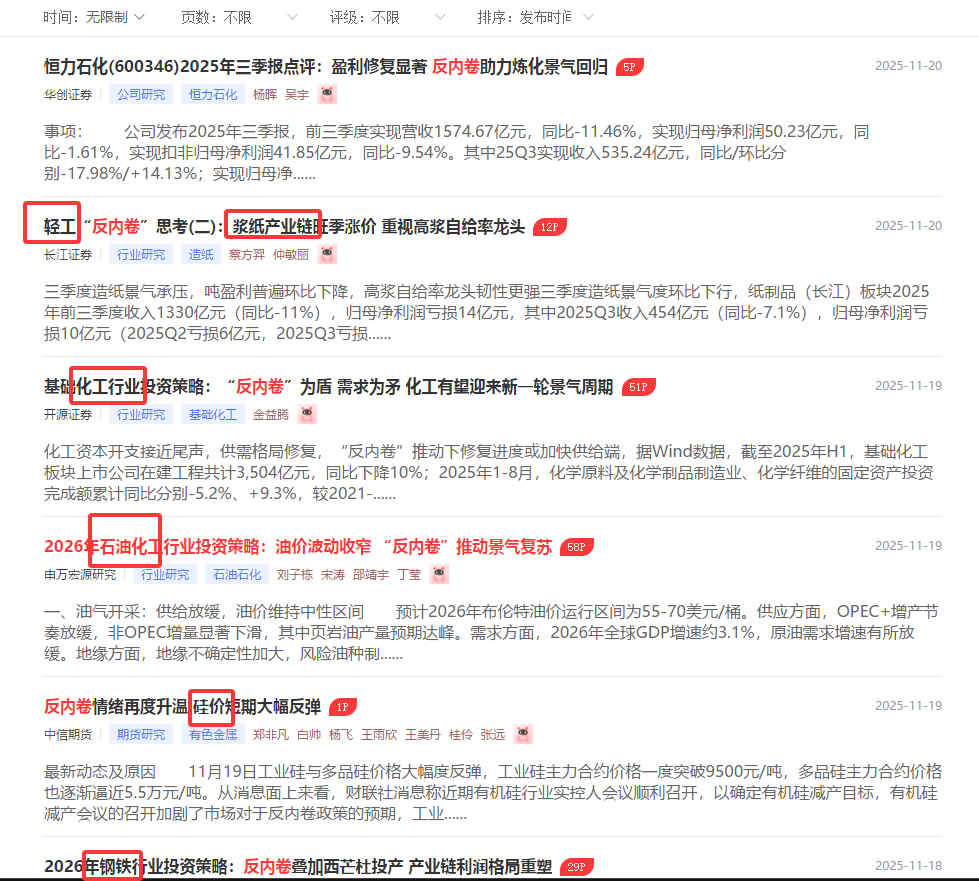 时间：无限制 页数：不限 评级：不限 排序：发布时间
恒力石化(600346)2025年三季报点评：盈利修复显著 反内卷助力炼化景气回归 5P 2025-11-20
华创证券 公司研究 恒力石化 杨晖 吴宇
事项： 公司发布2025年三季报，前三季度实现营收1574.67亿元，同比-11.46%，实现归母净利润50.23亿元，同
比-1.61%，实现扣非归母净利润41.85亿元，同比-9.54%。其中25Q3实现收入535.24亿元，同比/环比分
别-17.98%/+14.13%；实现归母净......
轻工“反内卷”思考(二)：浆纸产业链旺季涨价 重视高浆自给率龙头 12P 2025-11-20
长江证券 行业研究 造纸 蔡方羿 仲敏丽
三季度造纸景气承压，吨盈利普遍环比下降，高浆自给率龙头韧性更强三季度造纸景气度环比下行，纸制品（长江）板块2025
年前三季度收入1330亿元（同比-11%），归母净利润亏损14亿元，其中2025Q3收入454亿元（同比-7.1%），归母净利润亏
损10亿元（2025Q2亏损6亿元，2025Q3亏损......
基础化工行业投资策略：“反内卷”为盾 需求为矛 化工有望迎来新一轮景气周期 51P 2025-11-19
开源证券 行业研究 基础化工 金益腾
化工资本开支接近尾声，供需格局修复，“反内卷”推动下修复进度或加快供给端，据Wind数据，截至2025年H1，基础化工
板块上市公司在建工程共计3,504亿元，同比下降10%；2025年1-8月，化学原料及化学制品制造业、化学纤维的固定资产投资
完成额累计同比分别-5.2%、+9.3%，较2021-......
2026年石油化工行业投资策略：油价波动收窄 “反内卷”推动景气复苏 58P 2025-11-19
申万宏源研究 行业研究 石油石化 刘子栋 宋涛 邵靖宇 丁莹
一、油气开采：供给放缓，油价维持中性区间 预计2026年布伦特油价运行区间为55-70美元/桶。供应方面，OPEC+增产节
奏放缓，非OPEC增量显著下滑，其中页岩油产量预期达峰。需求方面，2026年全球GDP增速约3.1%，原油需求增速有所放
缓。地缘方面，地缘不确定性加大，风险油种制......
反内卷情绪再度升温 硅价短期大幅反弹 1P 2025-11-19
中信期货 期货研究 有色金属 郑非凡 白帅 杨飞 王雨欣 王美丹 桂伶 张远
最新动态及原因 11月19日工业硅与多晶硅价格大幅度反弹，工业硅主力合约价格一度突破9500元/吨，多晶硅主力合约价格
也逐渐逼近5.5万元/吨。从消息面上来看，财联社消息称近期有机硅行业实控人会议顺利召开，以确定有机硅减产目标，有机硅
减产会议的召开加剧了市场对于反内卷政策的预期，工业......
2026年钢铁行业投资策略：反内卷叠加西芒杜投产 产业链利润格局重塑 29P 2025-11-18